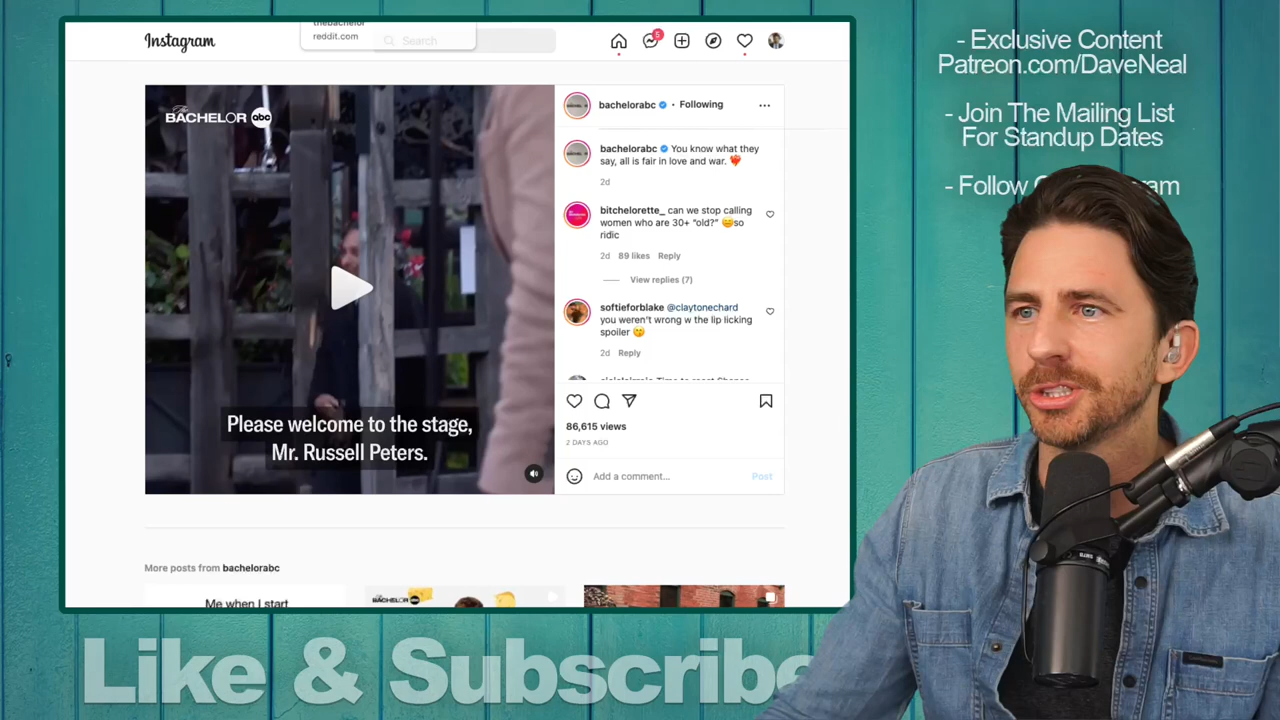 thebachelor
reddit.com
Instagram
Search
5
The
BACHELOR abc
Please welcome to the stage,
Mr. Russell Peters.
bachelorabc • Following
bachelorabc You know what they
say, all is fair in love and war.
2d
bitchelorette_ can we stop calling
women who are 30+ “old?” so
ridic
2d 89 likes Reply
View replies (7)
softieforblake @claytonechard
you weren't wrong w the lip licking
spoiler
2d Reply
86,615 views
2 DAYS AGO
Add a comment... Post
More posts from bachelorabc
Me when I start
BACHELOR
- Exclusive Content
Patreon.com/DaveNeal
- Join The Mailing List
For Standup Dates
- Follow
Like & Subscribe